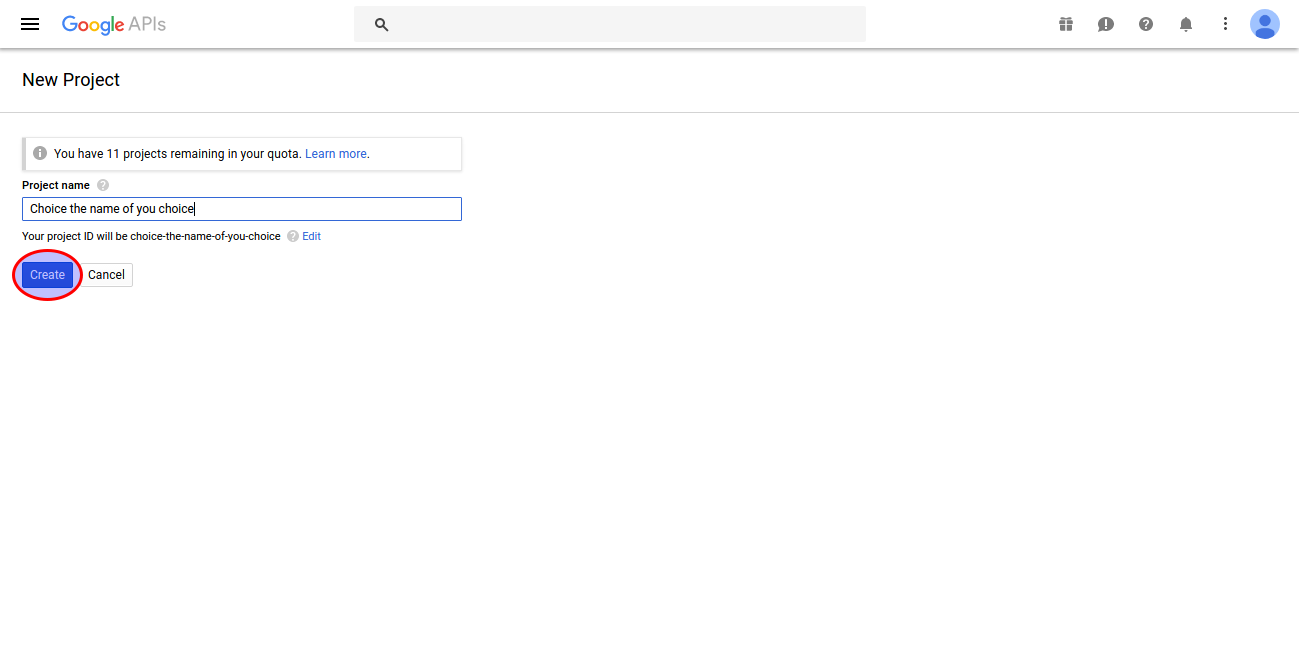 Google APIs
New Project
You have 11 projects remaining in your quota. Learn more.
Project name
Choice the name of you choice
Your project ID will be choice-the-name-of-you-choice Edit
Create Cancel